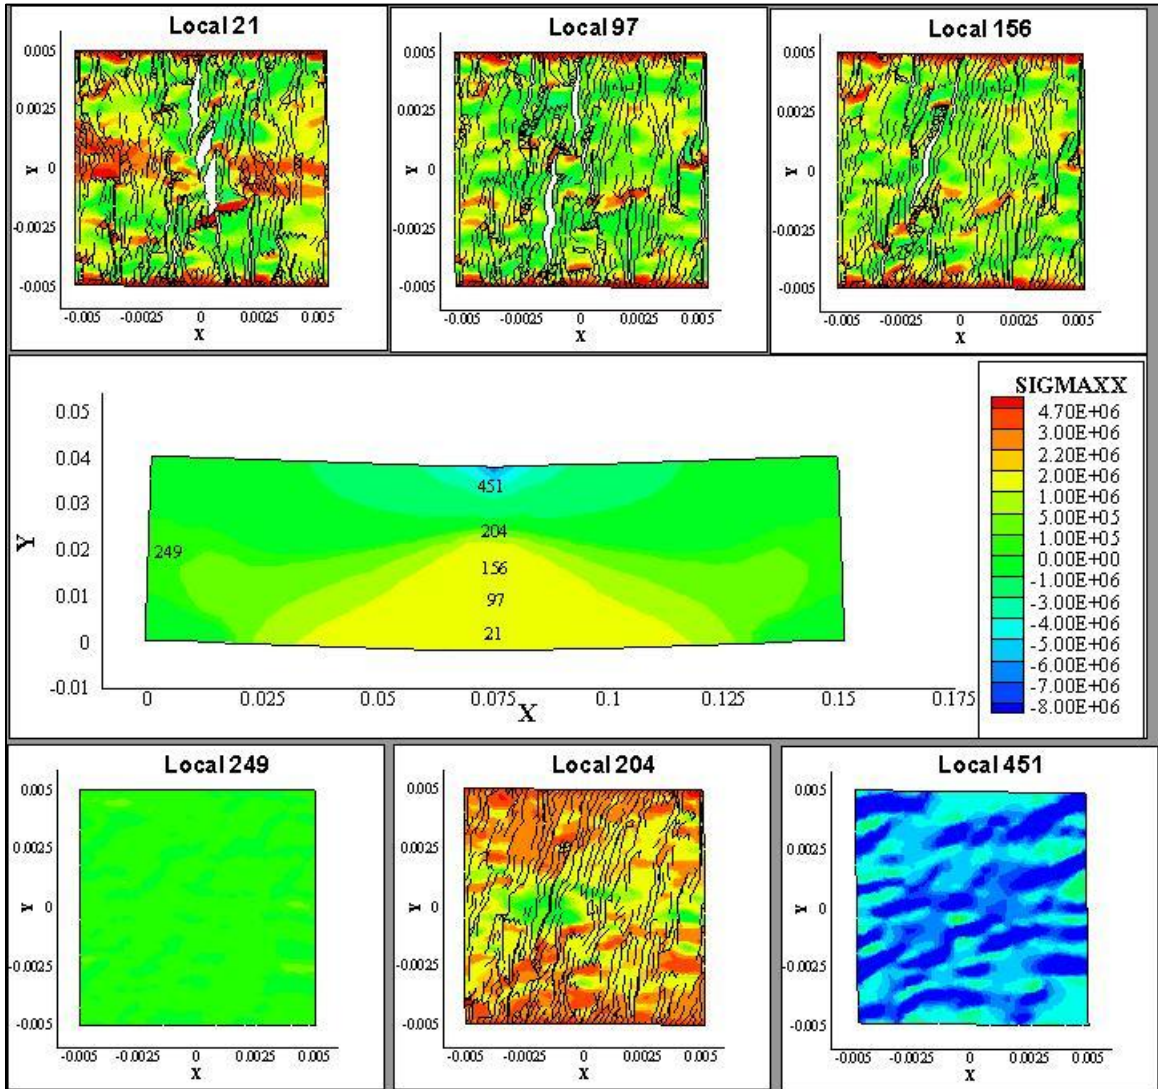 Local 21
0.005
0.0025
0
-0.0025
-0.005
Y
-0.005 -0.0025 0 0.0025 0.005
X
Local 97
0.005
0.0025
0
-0.0025
-0.005
Y
-0.005 -0.0025 0 0.0025 0.005
X
Local 156
0.005
0.0025
0
-0.0025
-0.005
Y
-0.005 -0.0025 0 0.0025 0.005
X
0.05
0.04
0.03
0.02
0.01
0
-0.01
Y
451
204
249
156
97
21
0 0.025 0.05 0.075 0.1 0.125 0.15 0.175
X
SIGMAXX
4.70E+06
3.00E+06
2.20E+06
2.00E+06
1.00E+06
5.00E+05
1.00E+05
0.00E+00
-1.00E+06
-3.00E+06
-4.00E+06
-5.00E+06
-6.00E+06
-7.00E+06
-8.00E+06
Local 249
0.005
0.0025
0
-0.0025
-0.005
Y
-0.005 -0.0025 0 0.0025 0.005
X
Local 204
0.005
0.0025
0
-0.0025
-0.005
Y
-0.005 -0.0025 0 0.0025 0.005
X
Local 451
0.005
0.0025
0
-0.0025
-0.005
Y
-0.005 -0.0025 0 0.0025 0.005
X